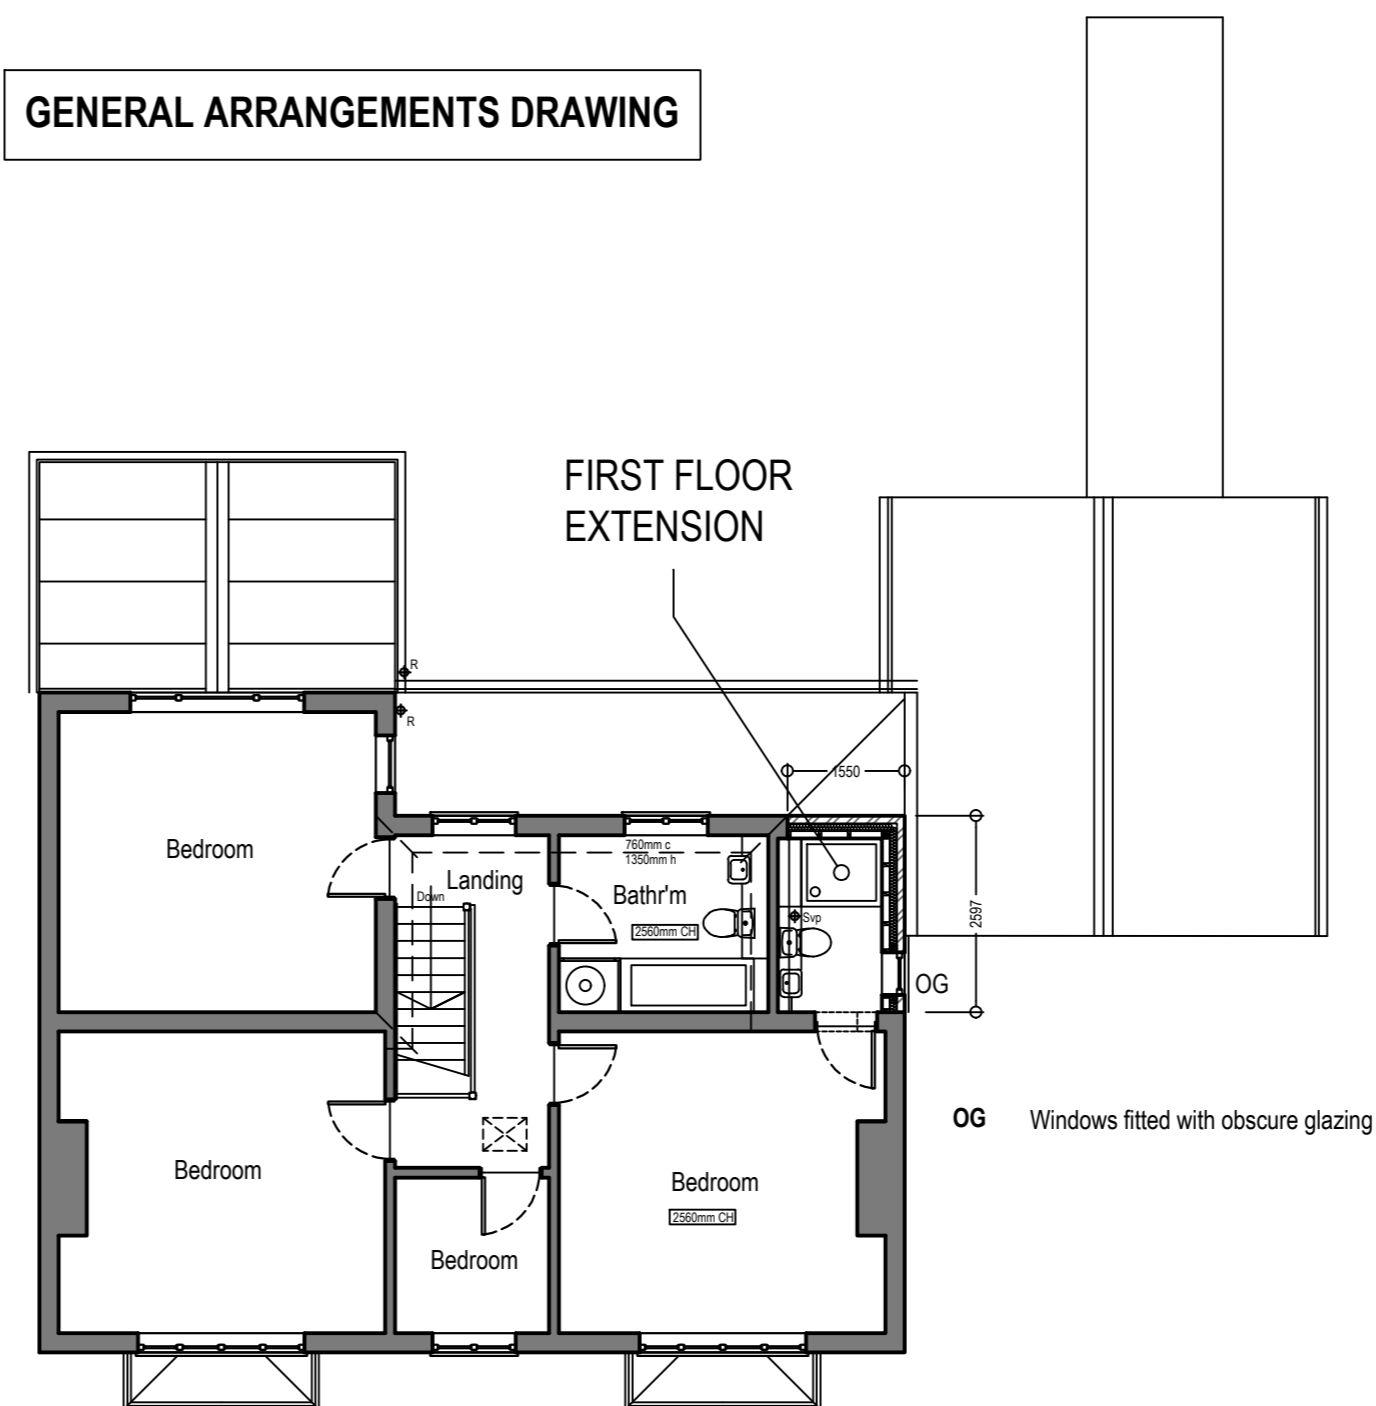 GENERAL ARRANGEMENTS DRAWING
FIRST FLOOR
EXTENSION
R
R
1550
760mm c
1350mm h
Bedroom
Landing
Down
Bathr'm
2560mm CH
Svp
2597
OG
OG Windows fitted with obscure glazing
Bedroom
Bedroom
2560mm CH
Bedroom